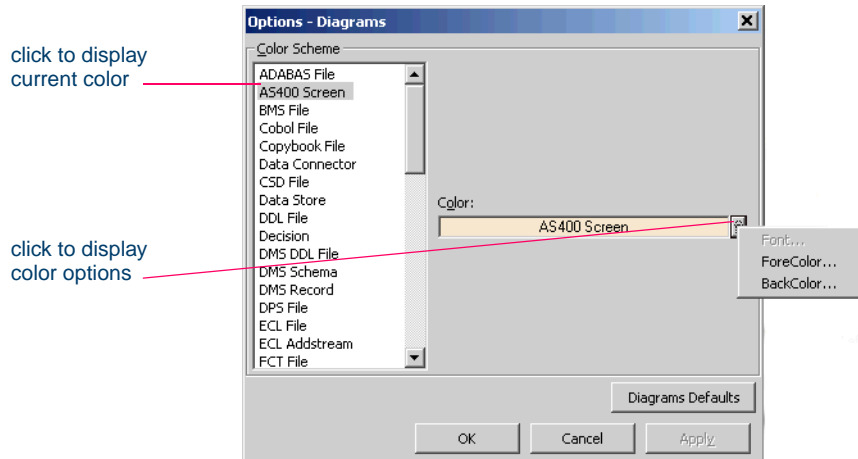 Options - Diagrams
click to display
current color
Color Scheme
ADABAS File
AS400 Screen
BMS File
Cobol File
Copybook File
Data Connector
CSD File
Data Store
DDL File
Decision
DMS DDL File
DMS Schema
DMS Record
DPS File
ECL File
ECL Addstream
FCT File
Color:
AS400 Screen
click to display
color options
Font...
ForeColor...
BackColor...
Diagrams Defaults
OK
Cancel
Apply